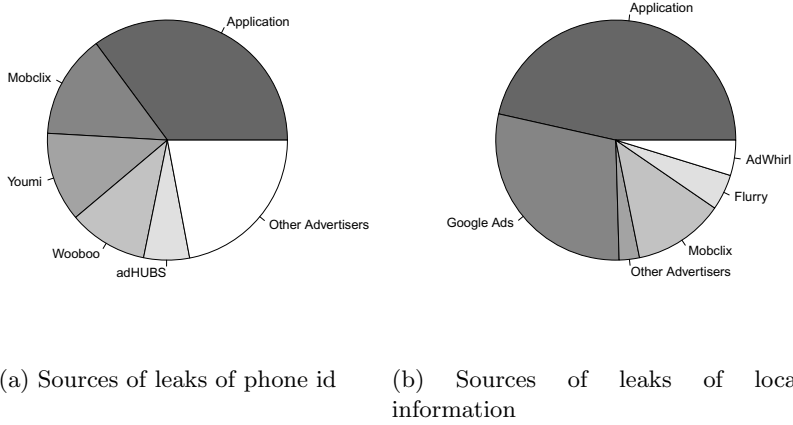 Application
Mobclix
Youmi
Wooboo
adHUBS
Other Advertisers
Application
AdWhirl
Flurry
Mobclix
Other Advertisers
Google Ads
(a) Sources of leaks of phone id
(b) Sources of leaks of loca
information